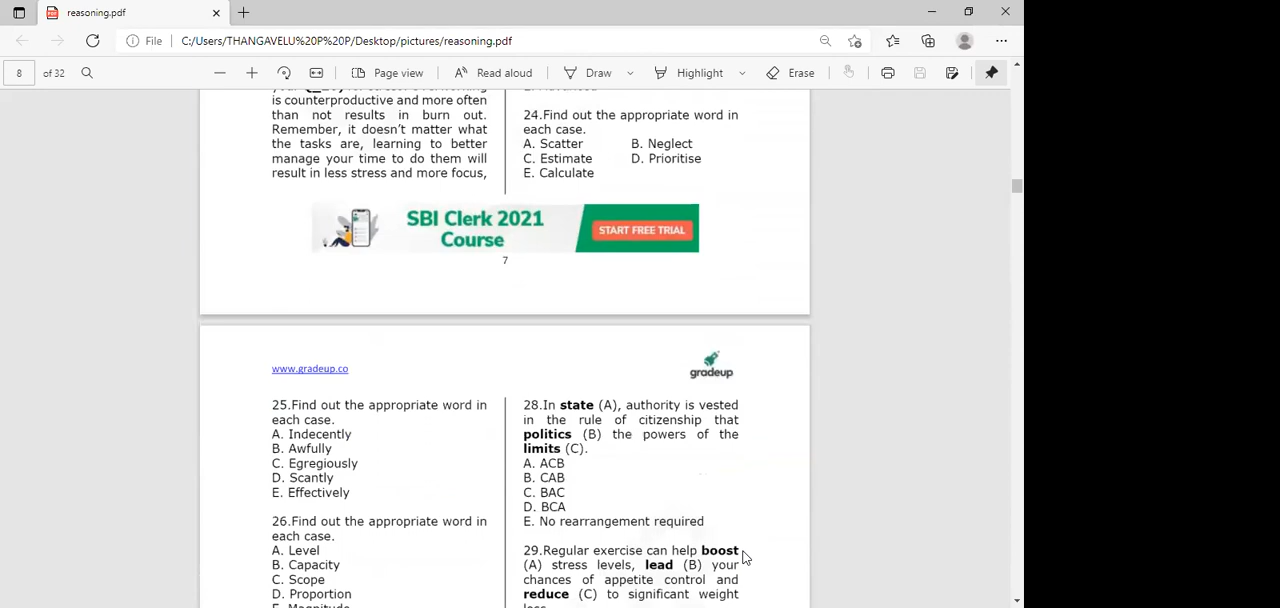 reasoning.pdf
File
C:/Users/THANGAVELU%20P%20P/Desktop/pictures/reasoning.pdf
8
of 32
Page view
Read aloud
Draw
Highlight
Erase
is counterproductive and more often
than not results in burn out.
Remember, it doesn't matter what
the tasks are, learning to better
manage your time to do them will
result in less stress and more focus,
24.Find out the appropriate word in
each case.
A. Scatter B. Neglect
C. Estimate D. Prioritise
E. Calculate
SBI Clerk 2021
Course
START FREE TRIAL
7
www.gradeup.co
gradeup
25.Find out the appropriate word in
each case.
A. Indecently
B. Awfully
C. Egregiously
D. Scantly
E. Effectively
26.Find out the appropriate word in
each case.
A. Level
B. Capacity
C. Scope
D. Proportion
E. Magnitude
28.In state (A), authority is vested
in the rule of citizenship that
politics (B) the powers of the
limits (C).
A. ACB
B. CAB
C. BAC
D. BCA
E. No rearrangement required
29.Regular exercise can help boost
(A) stress levels, lead (B) your
chances of appetite control and
reduce (C) to significant weight